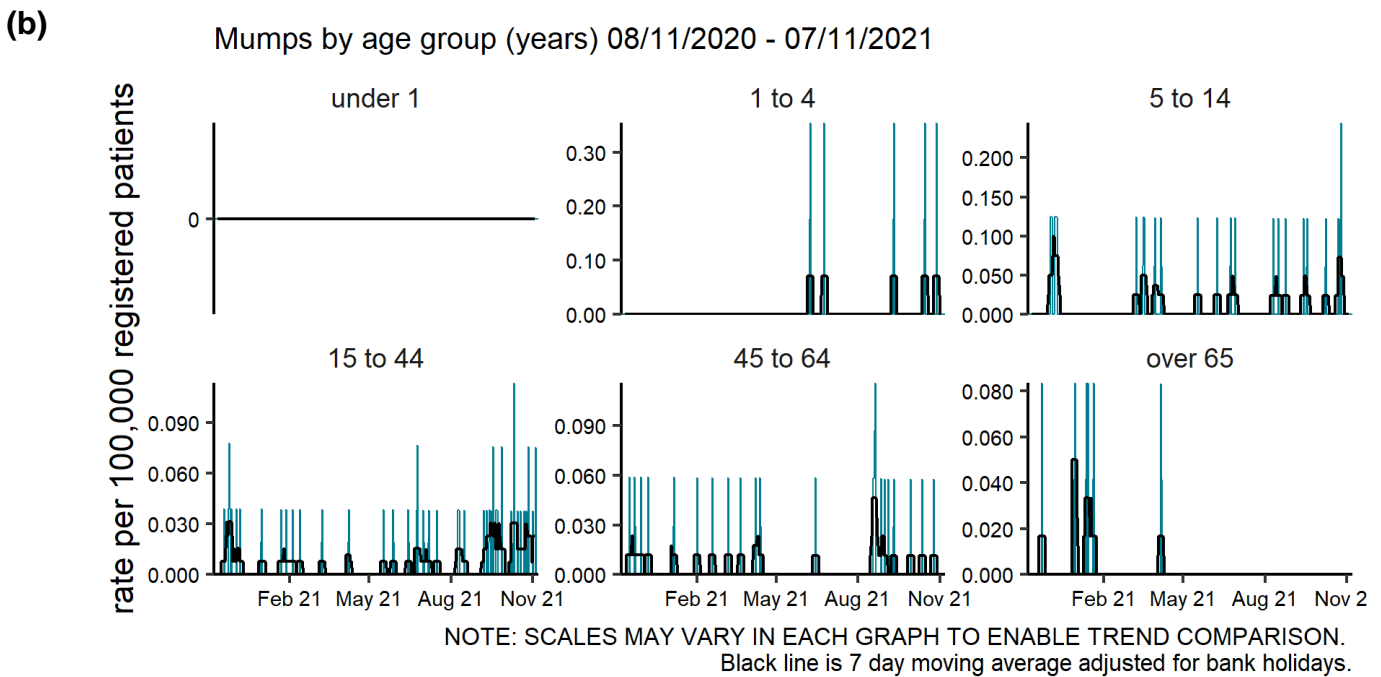 (b)
Mumps by age group (years) 08/11/2020 - 07/11/2021
rate per 100,000 registered patients
under 1
1 to 4
5 to 14
0
0.30
0.20
0.10
0.00
0.200
0.150
0.100
0.050
0.000
15 to 44
45 to 64
over 65
0.090
0.060
0.030
0.000
0.090
0.060
0.030
0.000
0.080
0.060
0.040
0.020
0.000
Feb 21 May 21 Aug 21 Nov 21
Feb 21 May 21 Aug 21 Nov 21
Feb 21 May 21 Aug 21 Nov 2
NOTE: SCALES MAY VARY IN EACH GRAPH TO ENABLE TREND COMPARISON.
Black line is 7 day moving average adjusted for bank holidays.